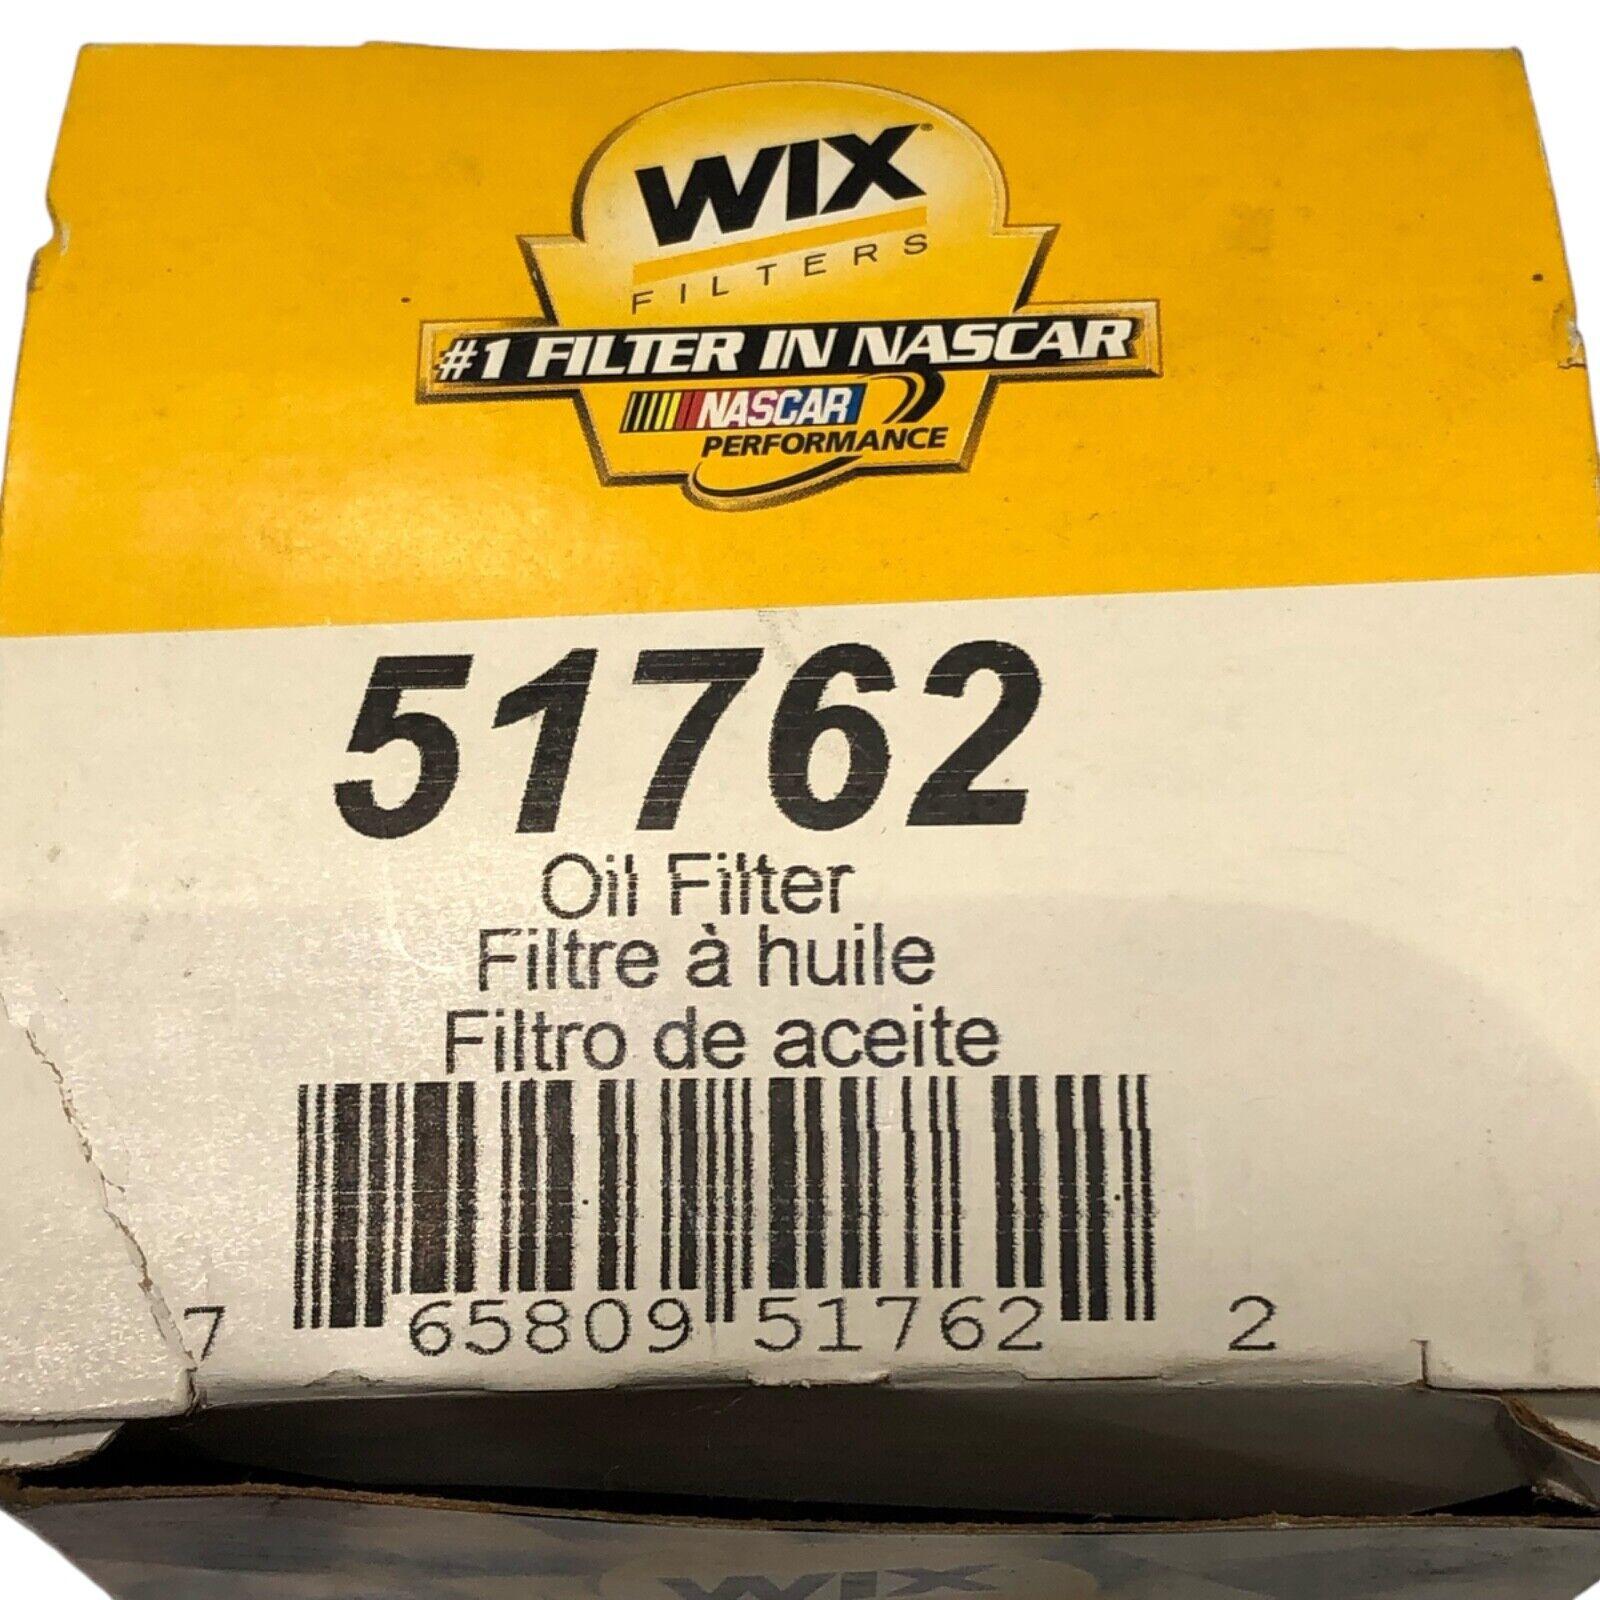 WIX®
FILTERS
#1 FILTER IN NASCAR
NASCAR
PERFORMANCE
51762
Oil Filter
Filtre à huile
Filtro de aceite
7 65809 51762 2
WIX